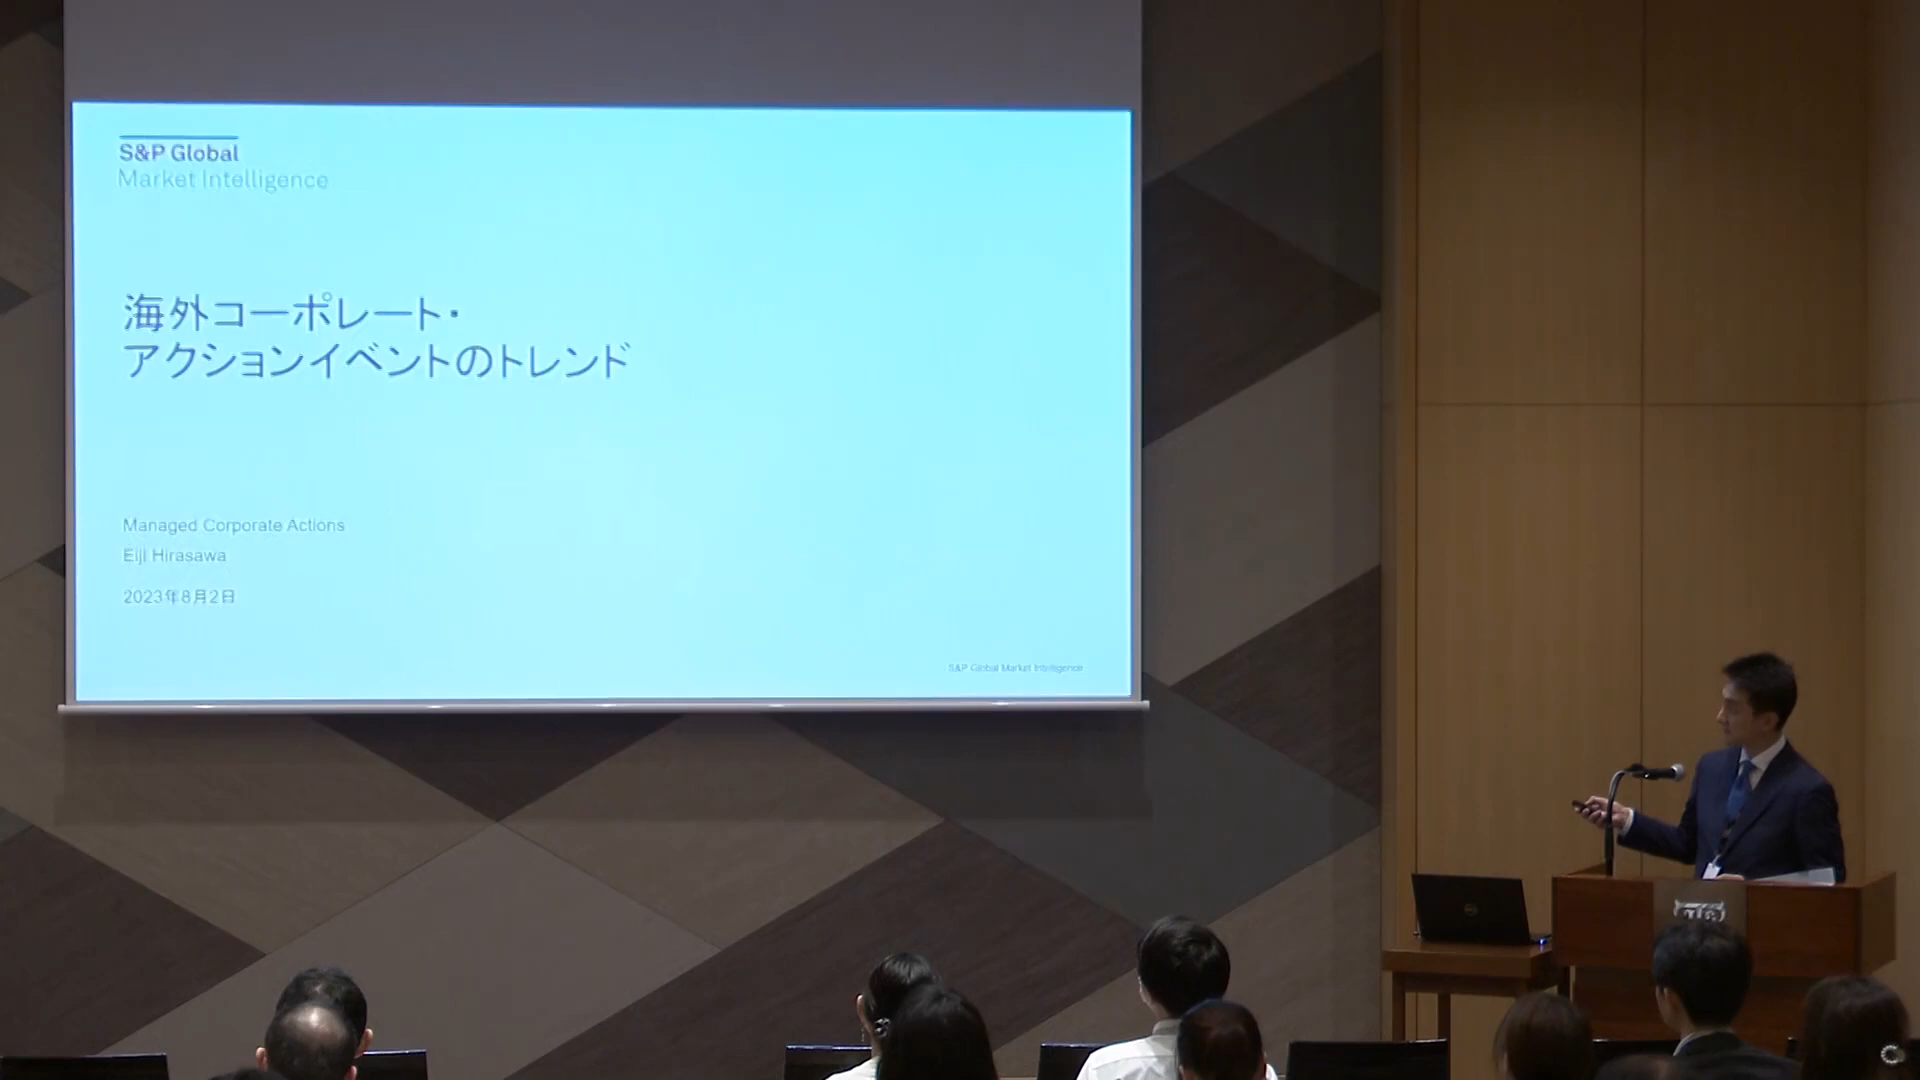 S&P Global
Market Intelligence
海外コーポレート・
アクションイベントのトレンド
Managed Corporate Actions
Eiji Hirasawa
2023年8月2日
S&P Global Market Intelligence